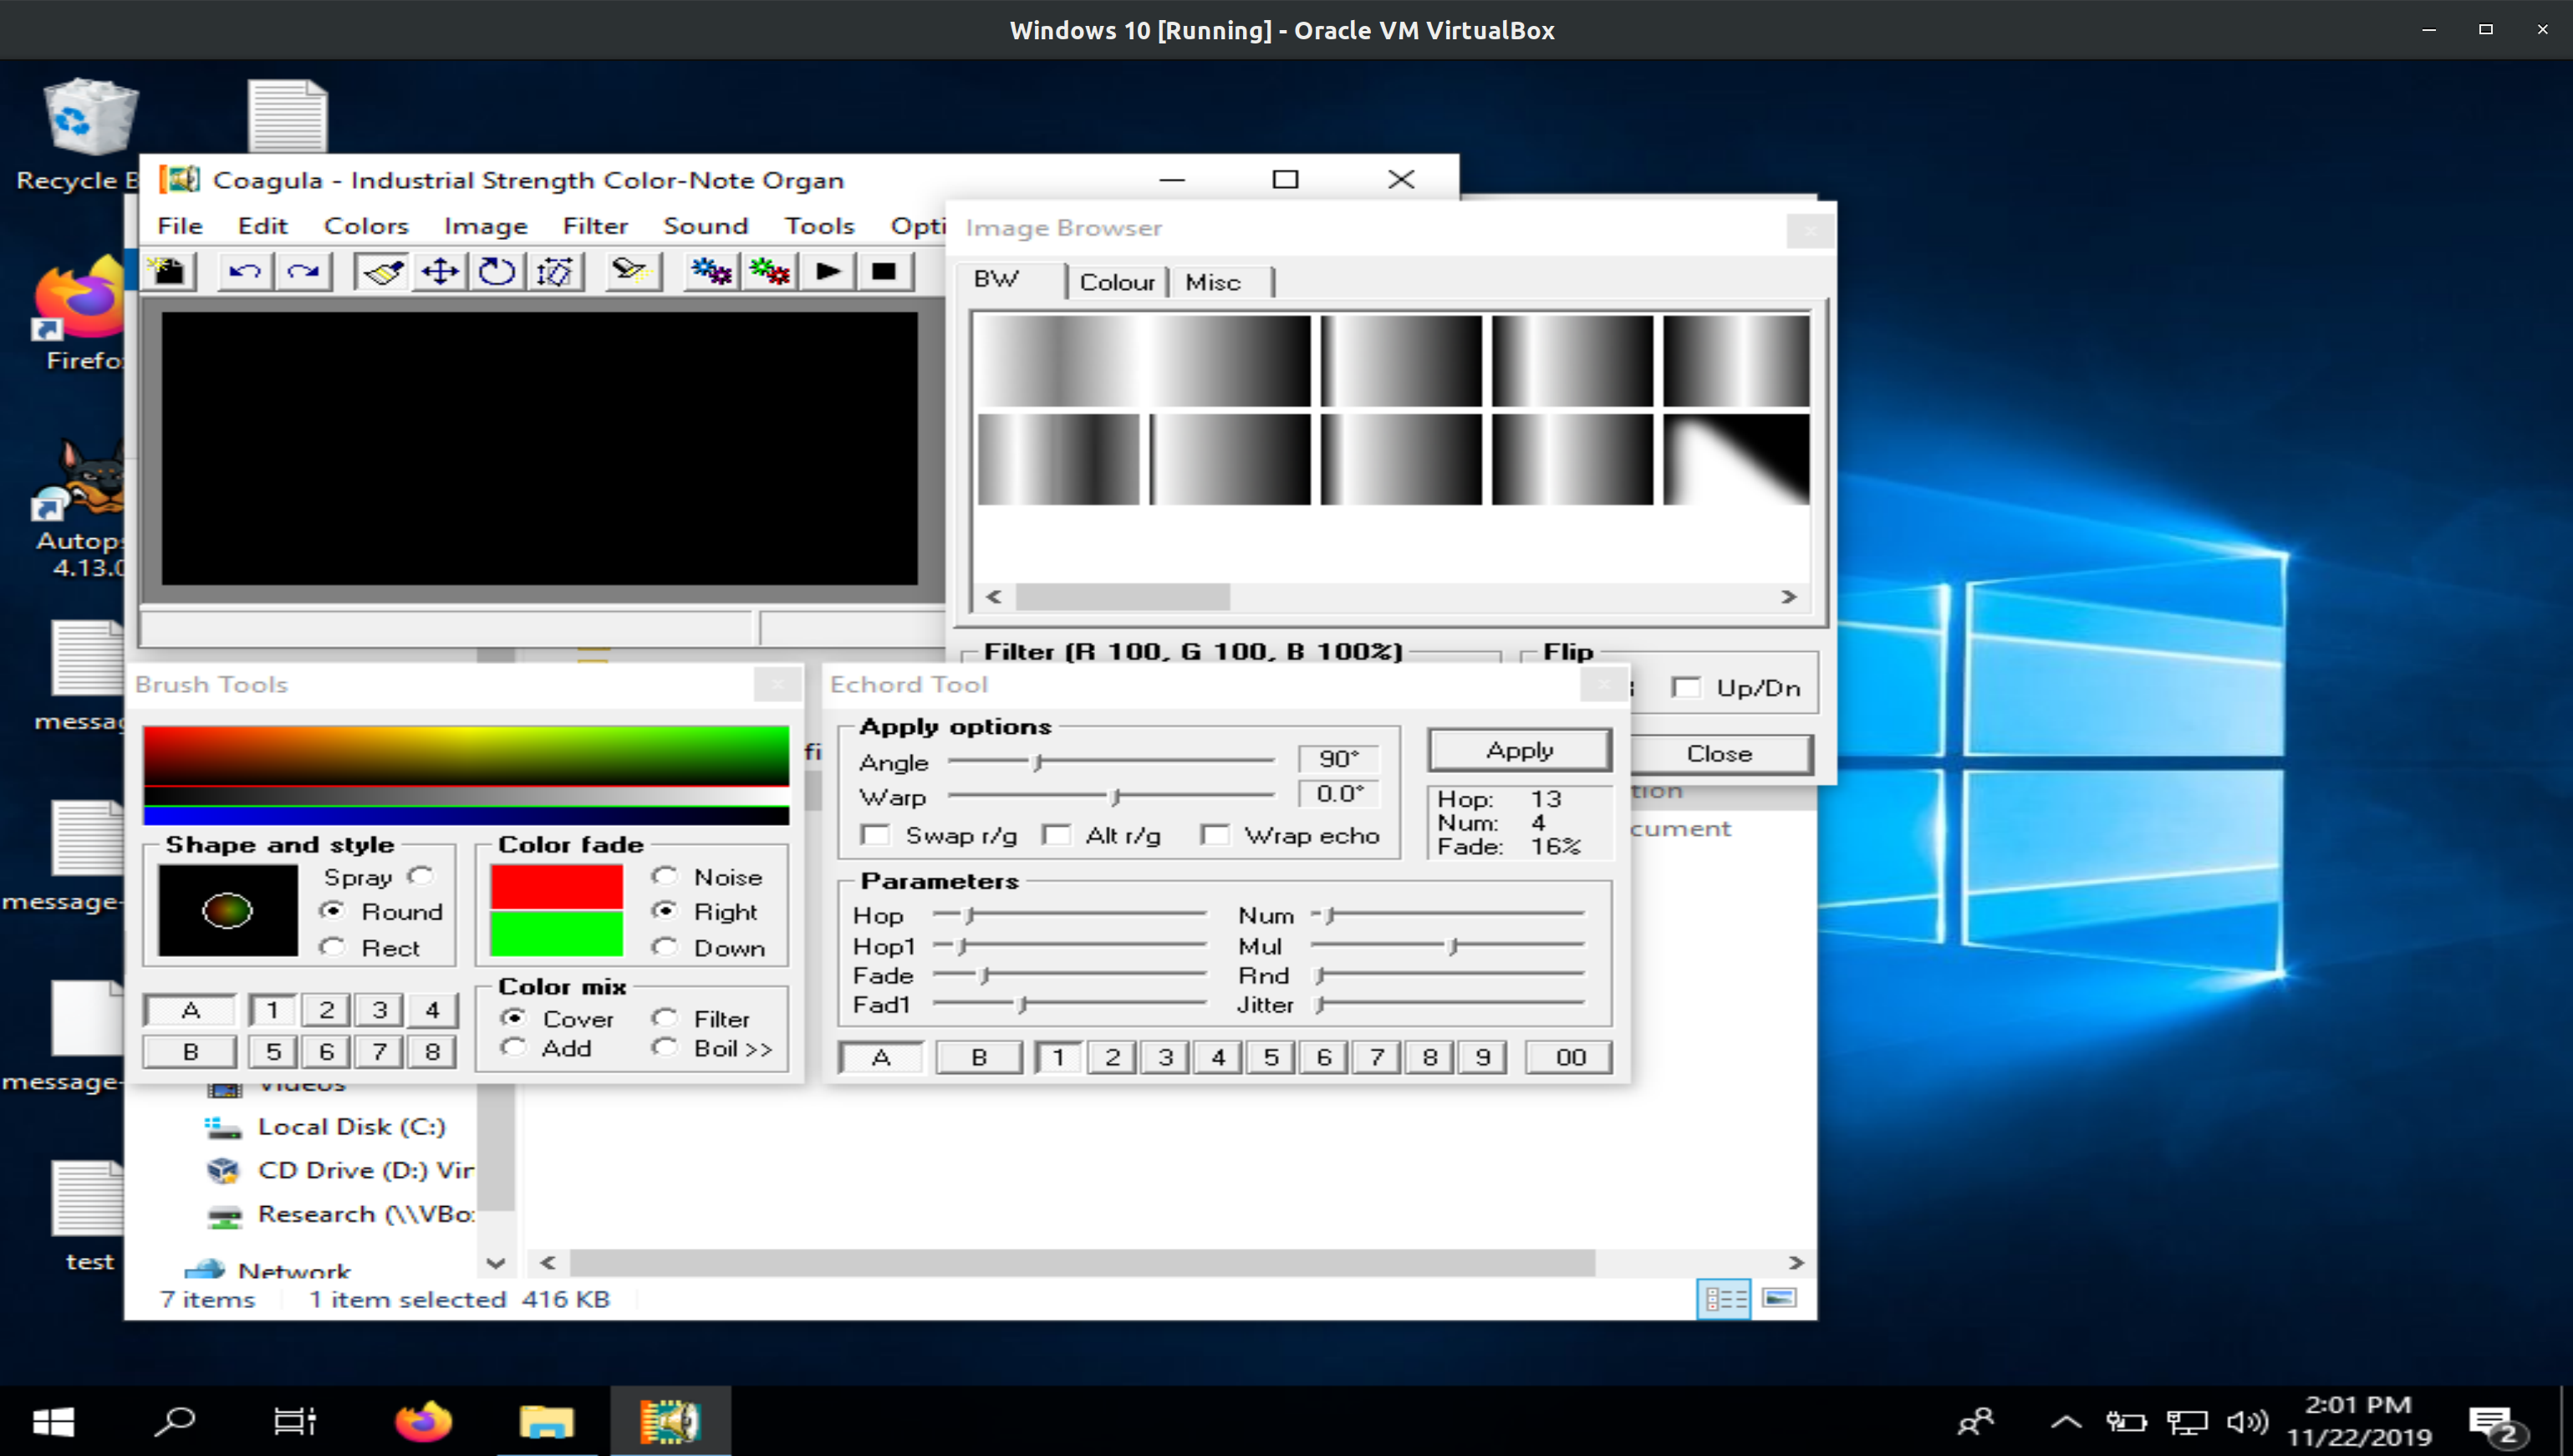 Windows 10 [Running] - Oracle VM VirtualBox
Recycle B
Coagula - Industrial Strength Color-Note Organ
File Edit Colors Image Filter Sound Tools Opti
Image Browser
BW Colour Misc
Firefo
Autop
4.13.0
Filter (R 100, G 100, B 100%)
Flip
Up/Dn
Close
Brush Tools
Shape and style
Spray
Round
Rect
Color fade
Noise
Right
Down
Color mix
Cover Filter
Add Boil >>
A 1 2 3 4
B 5 6 7 8
Echord Tool
Apply options
Angle 90°
Warp 0.0°
Swap r/g Alt r/g Wrap echo
Apply
Hop: 13
Num: 4
Fade: 16%
Parameters
Hop Num
Hop1 Mul
Fade Rnd
Fad1 Jitter
A B 1 2 3 4 5 6 7 8 9 00
fi
tion
cument
messag
message-
message-
test
Videos
Local Disk (C:)
CD Drive (D:) Vir
Research (\\VBo
Network
7 items 1 item selected 416 KB
2:01 PM
11/22/2019
2